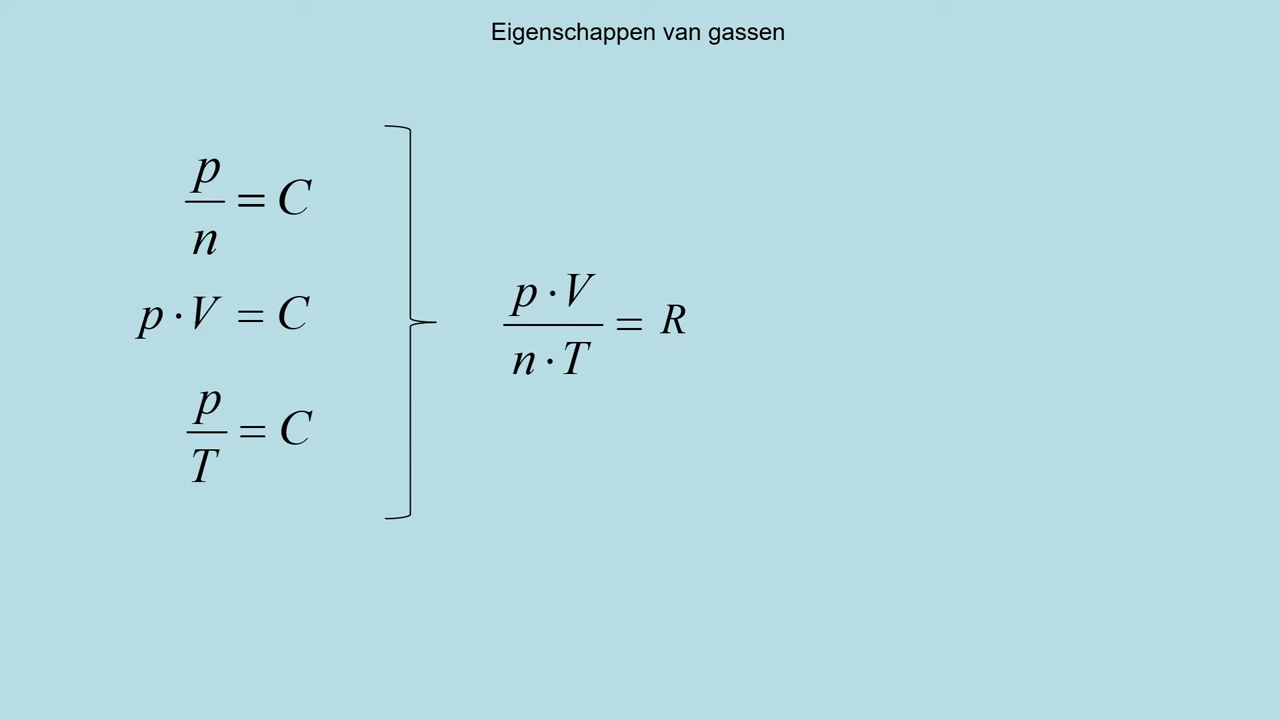 Eigenschappen van gassen
p/n = C
p · V = C
p/T = C
p · V / n · T = R